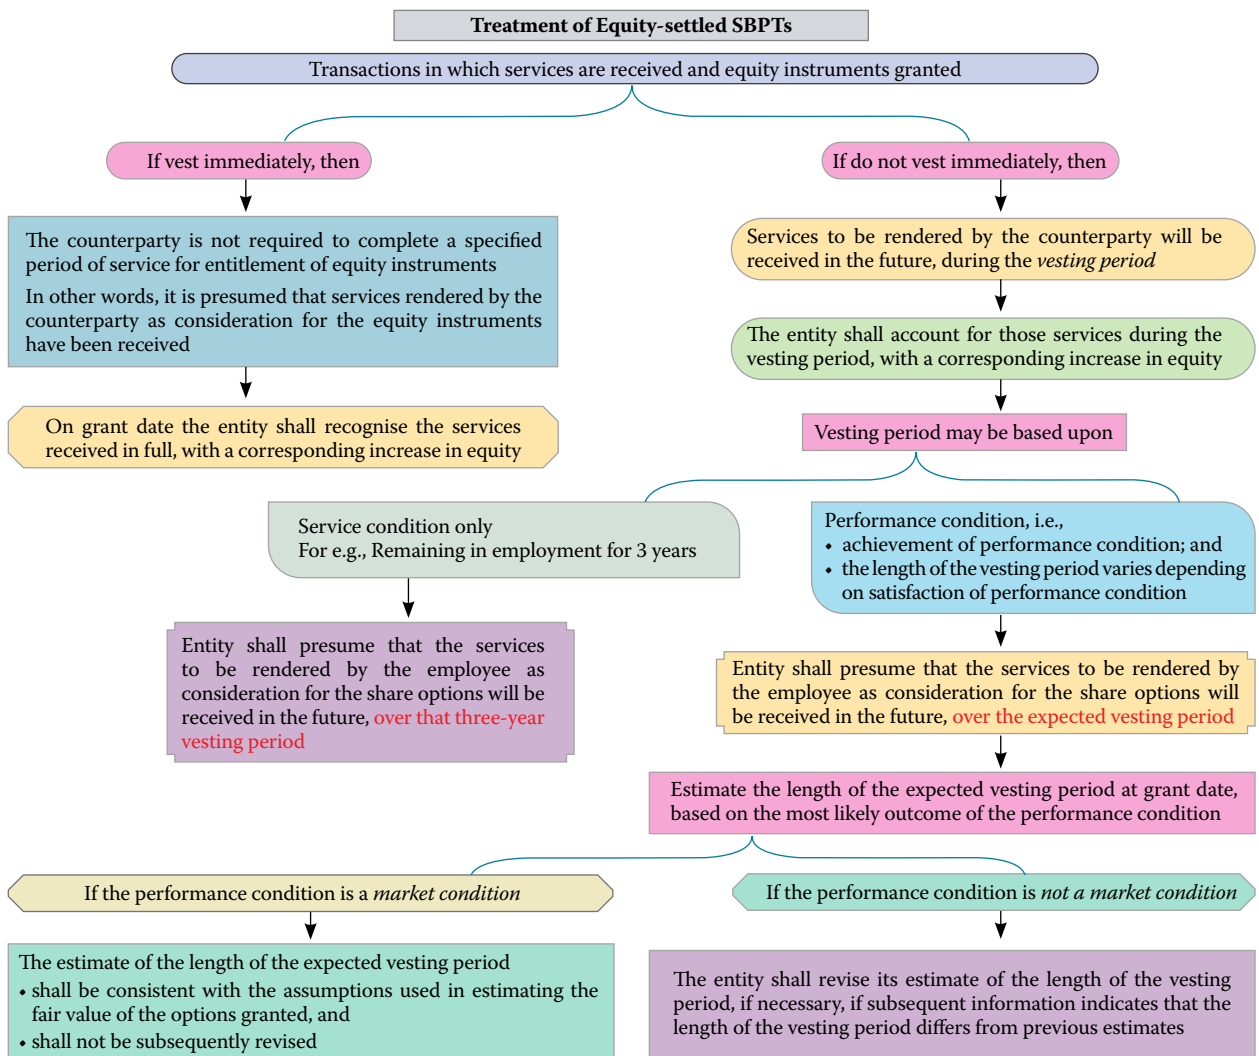 Treatment of Equity-settled SBPTs
Transactions in which services are received and equity instruments granted
If vest immediately, then
The counterparty is not required to complete a specified
period of service for entitlement of equity instruments
In other words, it is presumed that services rendered by the
counterparty as consideration for the equity instruments
have been received
On grant date the entity shall recognise the services
received in full, with a corresponding increase in equity
If do not vest immediately, then
Services to be rendered by the counterparty will be
received in the future, during the vesting period
The entity shall account for those services during the
vesting period, with a corresponding increase in equity
Vesting period may be based upon
Service condition only
For e.g., Remaining in employment for 3 years
Entity shall presume that the services
to be rendered by the employee as
consideration for the share options will be
received in the future, over that three-year
vesting period
Performance condition, i.e.,
• achievement of performance condition; and
• the length of the vesting period varies depending
on satisfaction of performance condition
Entity shall presume that the services to be rendered by
the employee as consideration for the share options will
be received in the future, over the expected vesting period
Estimate the length of the expected vesting period at grant date,
based on the most likely outcome of the performance condition
If the performance condition is a market condition
The estimate of the length of the expected vesting period
• shall be consistent with the assumptions used in estimating the
fair value of the options granted, and
• shall not be subsequently revised
If the performance condition is not a market condition
The entity shall revise its estimate of the length of the vesting
period, if necessary, if subsequent information indicates that the
length of the vesting period differs from previous estimates